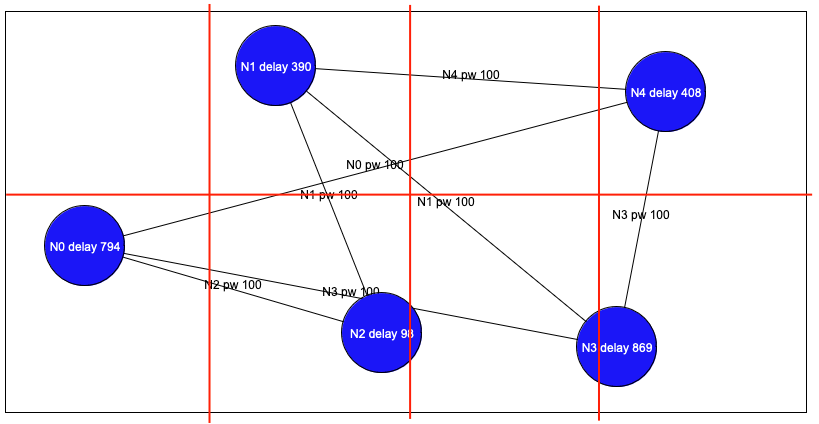 N1 delay 390
N4 pw 100
N4 delay 408
N0 pw 100
N1 pw 100
N1 pw 100
N3 pw 100
N0 delay 794
N2 pw 100
N3 pw 100
N2 delay 98
N3 delay 869